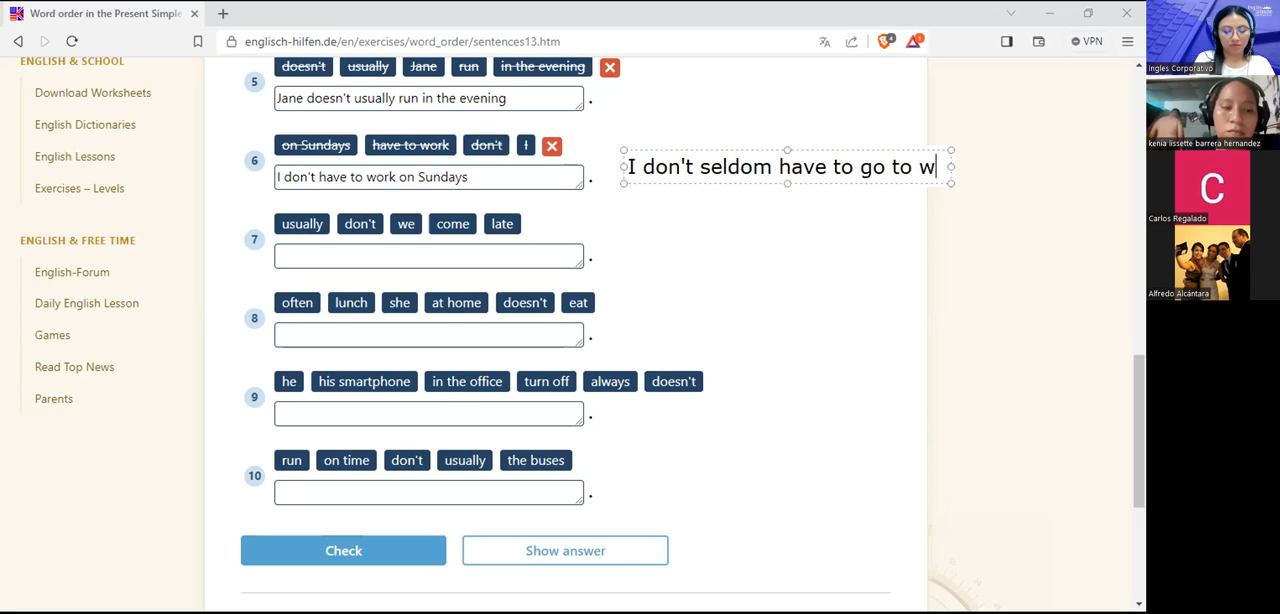 Word order in the Present Simple
englisch-hilfen.de/en/exercises/word_order/sentences13.htm
4
1
VPN
ENGLISH & SCHOOL
Download Worksheets
English Dictionaries
English Lessons
Exercises – Levels
ENGLISH & FREE TIME
English-Forum
Daily English Lesson
Games
Read Top News
Parents
5
doesn't usually Jane run in the evening
Jane doesn't usually run in the evening .
6
on Sundays have to work don't I
I don't have to work on Sundays .
I don't seldom have to go to w
7
usually don't we come late
.
8
often lunch she at home doesn't eat
.
9
he his smartphone in the office turn off always doesn't
.
10
run on time don't usually the buses
.
Check
Show answer
Ingles Corporativo
kenia lissette barrera hernandez
C
Carlos Regalado
Alfredo Alcántara